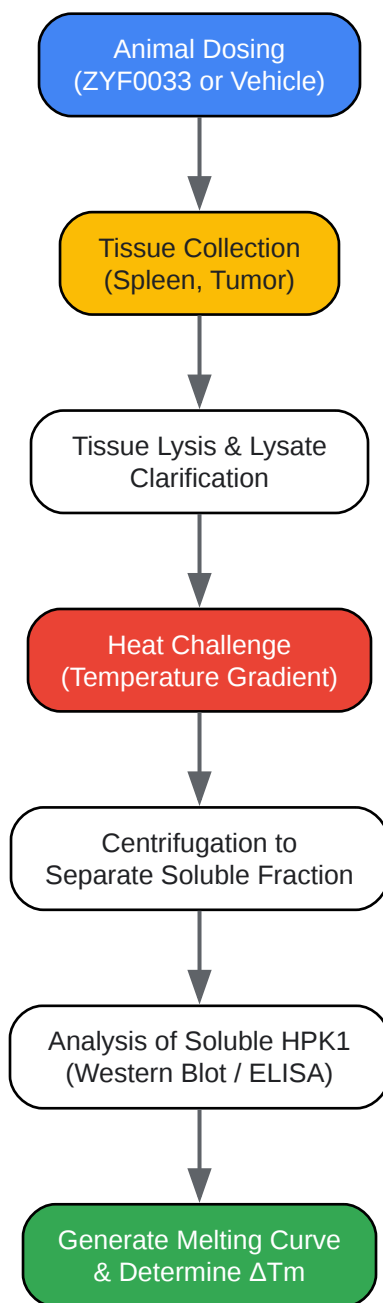 Animal Dosing
(ZYF0033 or Vehicle)
Tissue Collection
(Spleen, Tumor)
Tissue Lysis & Lysate
Clarification
Heat Challenge
(Temperature Gradient)
Centrifugation to
Separate Soluble Fraction
Analysis of Soluble HPK1
(Western Blot / ELISA)
Generate Melting Curve
& Determine ΔTm